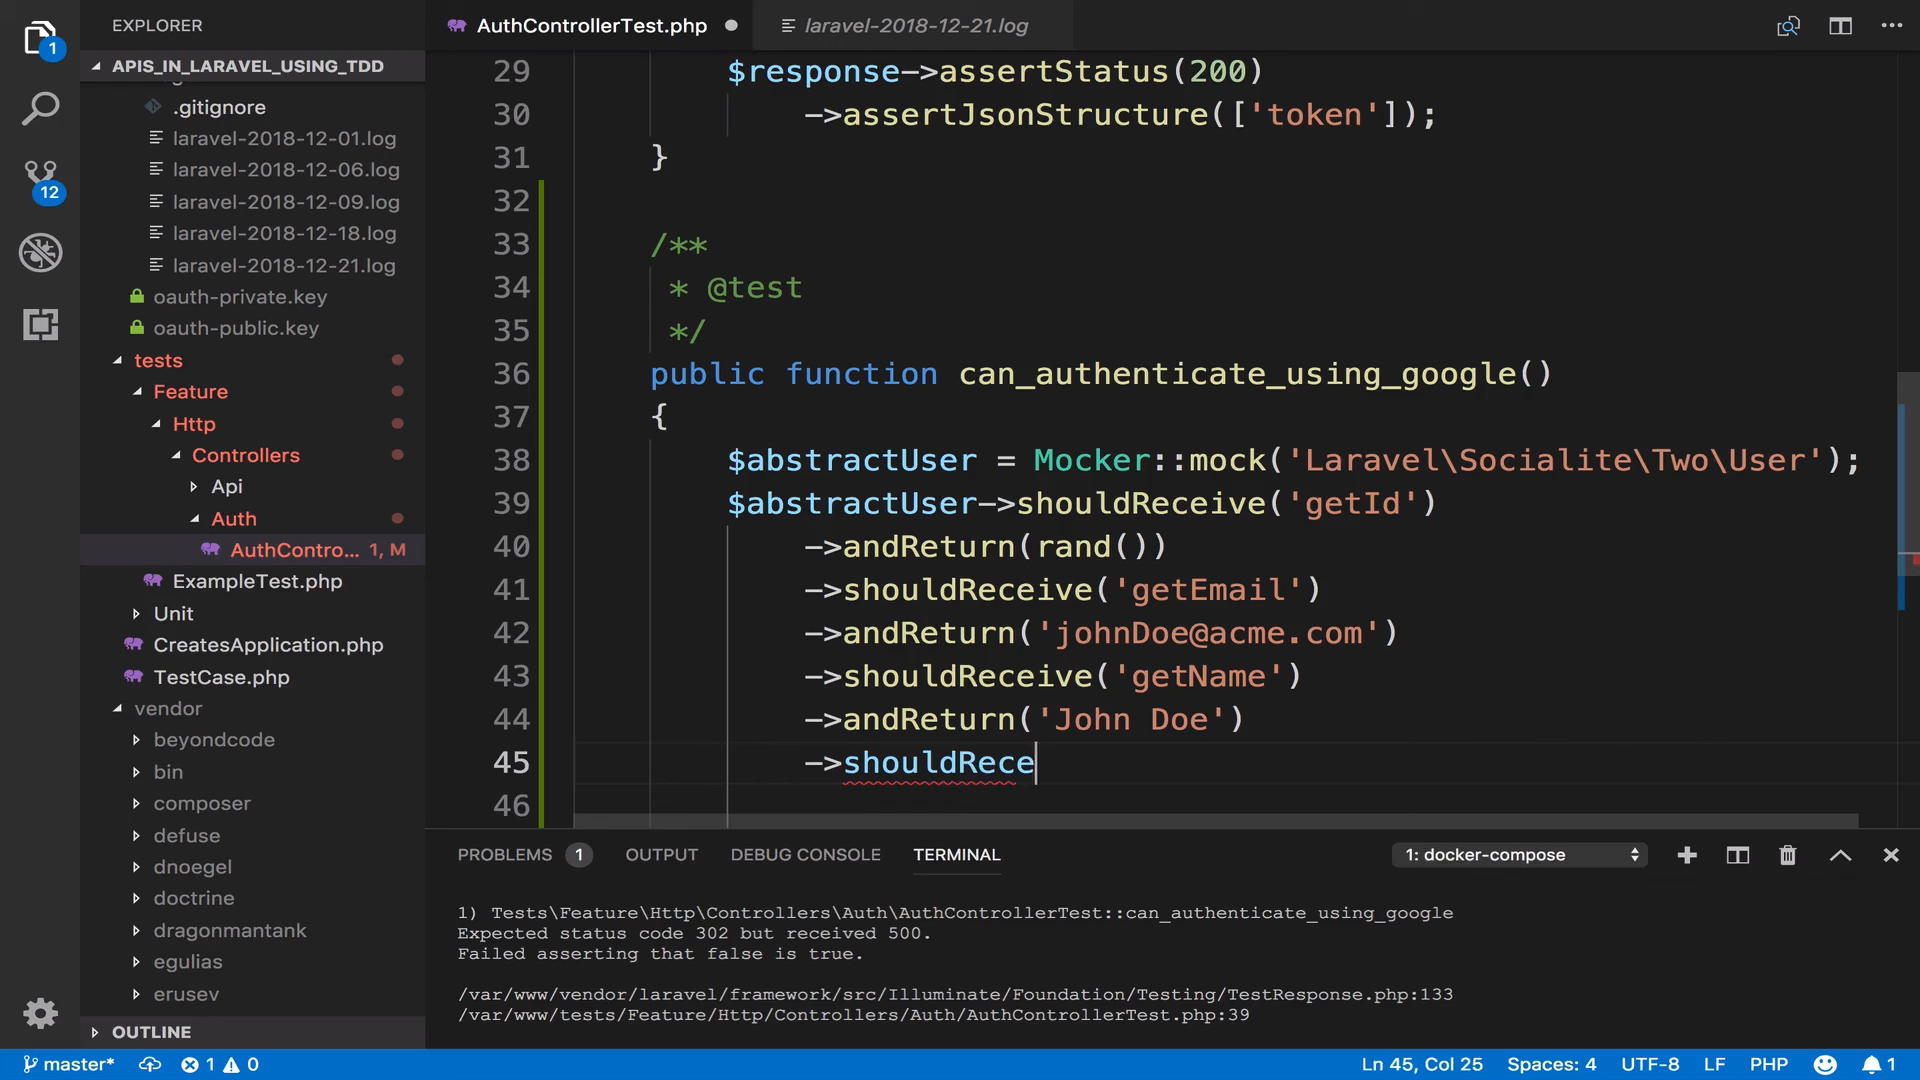 EXPLORER
APIS_IN_LARAVEL_USING_TDD
.gitignore
laravel-2018-12-01.log
laravel-2018-12-06.log
laravel-2018-12-09.log
laravel-2018-12-18.log
laravel-2018-12-21.log
oauth-private.key
oauth-public.key
tests
Feature
Http
Controllers
Api
Auth
AuthContro... 1, M
ExampleTest.php
Unit
CreatesApplication.php
TestCase.php
vendor
beyondcode
bin
composer
defuse
dnoegel
doctrine
dragonmantank
egulias
erusev
OUTLINE
1
12
AuthControllerTest.php
laravel-2018-12-21.log
29 $response->assertStatus(200)
30 ->assertJsonStructure(['token']);
31 }
32
33 /**
34 * @test
35 */
36 public function can_authenticate_using_google()
37 {
38 $abstractUser = Mocker::mock('Laravel\Socialite\Two\User');
39 $abstractUser->shouldReceive('getId')
40 ->andReturn(rand())
41 ->shouldReceive('getEmail')
42 ->andReturn('johnDoe@acme.com')
43 ->shouldReceive('getName')
44 ->andReturn('John Doe')
45 ->shouldRece
46
PROBLEMS 1 OUTPUT DEBUG CONSOLE TERMINAL 1: docker-compose
1) Tests\Feature\Http\Controllers\Auth\AuthControllerTest::can_authenticate_using_google
Expected status code 302 but received 500.
Failed asserting that false is true.
/var/www/vendor/laravel/framework/src/Illuminate/Foundation/Testing/TestResponse.php:133
/var/www/tests/Feature/Http/Controllers/Auth/AuthControllerTest.php:39
master* 1 0 Ln 45, Col 25 Spaces: 4 UTF-8 LF PHP 1